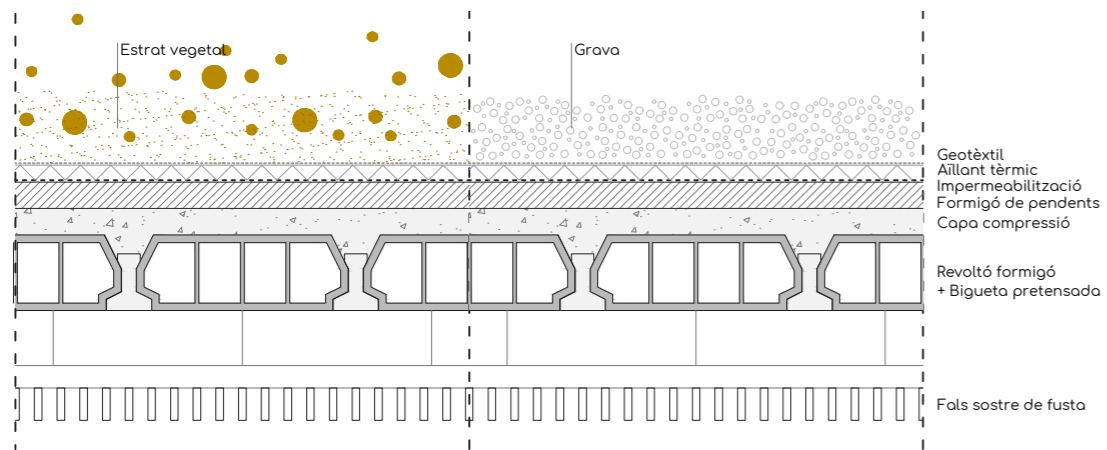 Estrat vegetal
Grava
Geotèxtil
Aïllant tèrmic
Impermeabilització
Formigó de pendents
Capa compressió
Revoltó formigó
+ Bigueta pretensada
Fals sostre de fusta